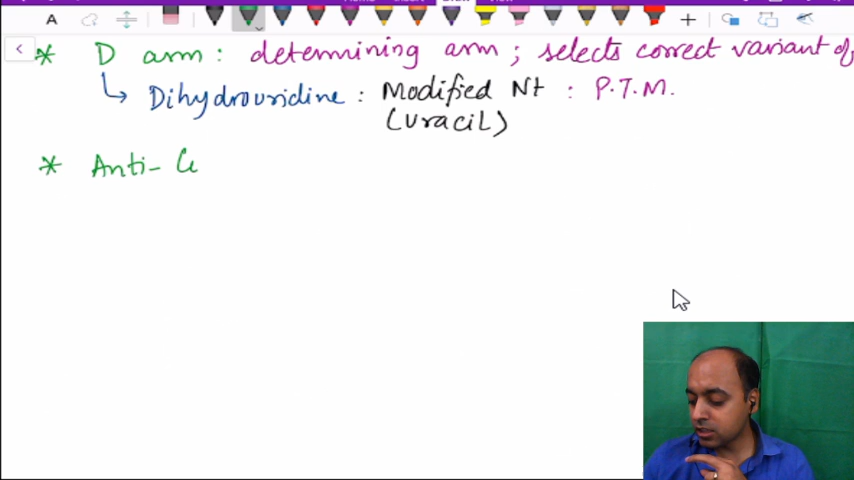 * D arm : determining arm ; selects correct variant of
Dihydrouridine : Modified Nt : P.T.M.
(uracil)
* Anti-